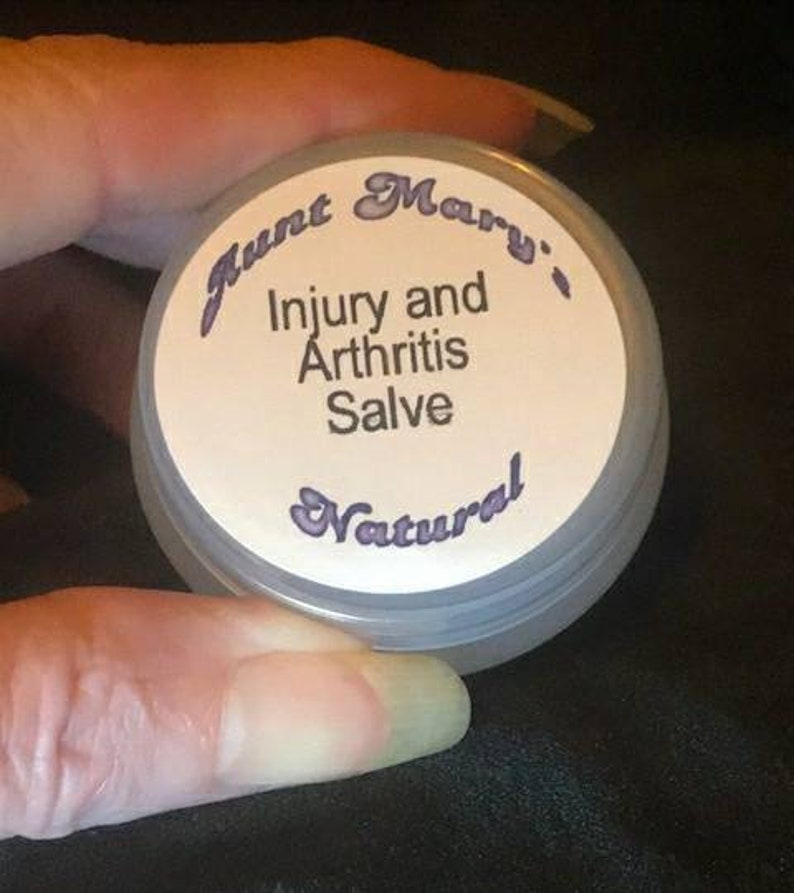 Aunt Mary's
Injury and
Arthritis
Salve
Natural